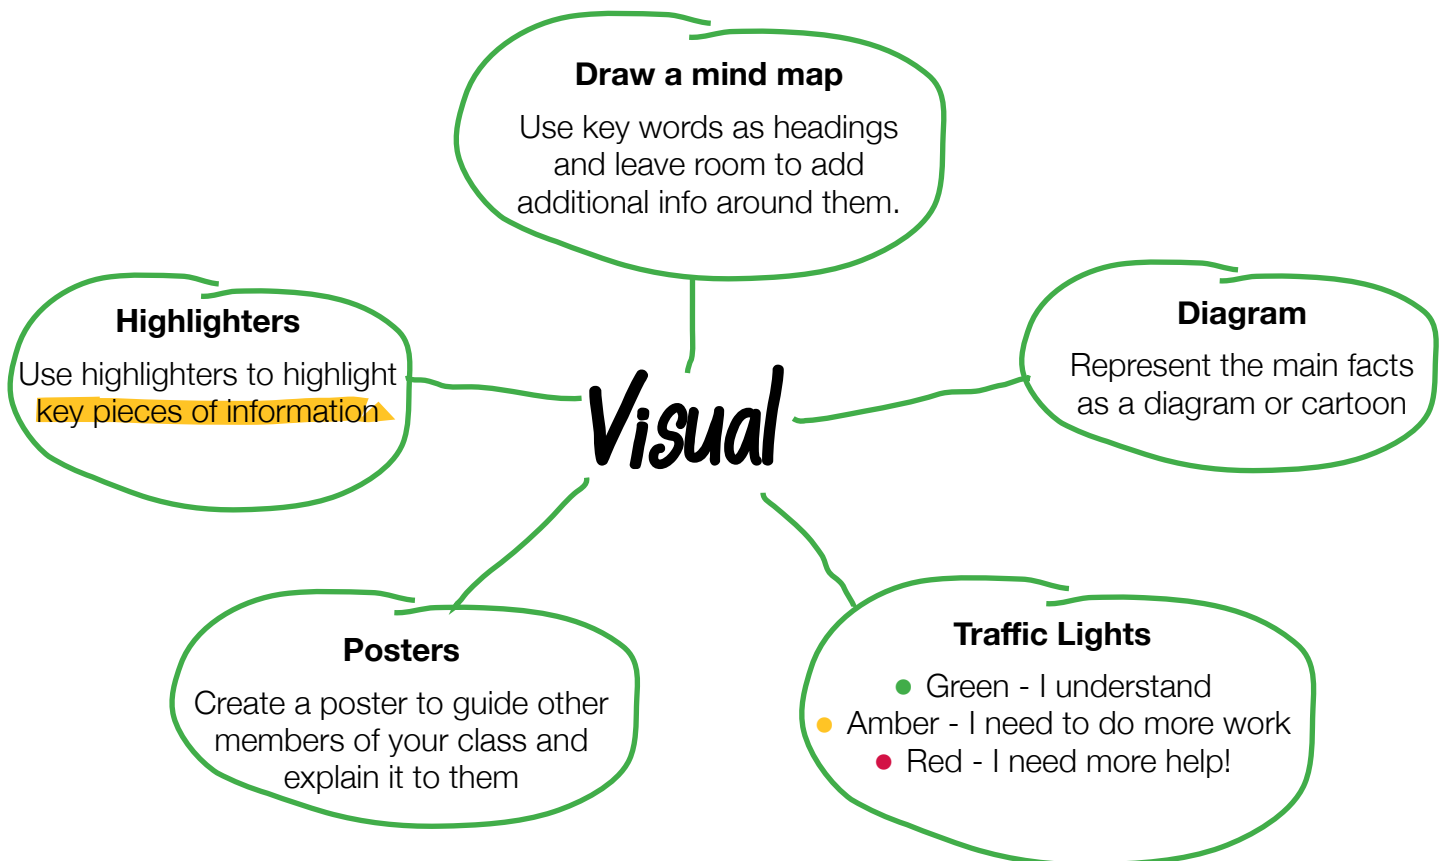 Draw a mind map
Use key words as headings
and leave room to add
additional info around them.
Highlighters
Use highlighters to highlight
key pieces of information
Diagram
Represent the main facts
as a diagram or cartoon
Visual
Posters
Create a poster to guide other
members of your class and
explain it to them
Traffic Lights
Green - I understand
Amber - I need to do more work
Red - I need more help!